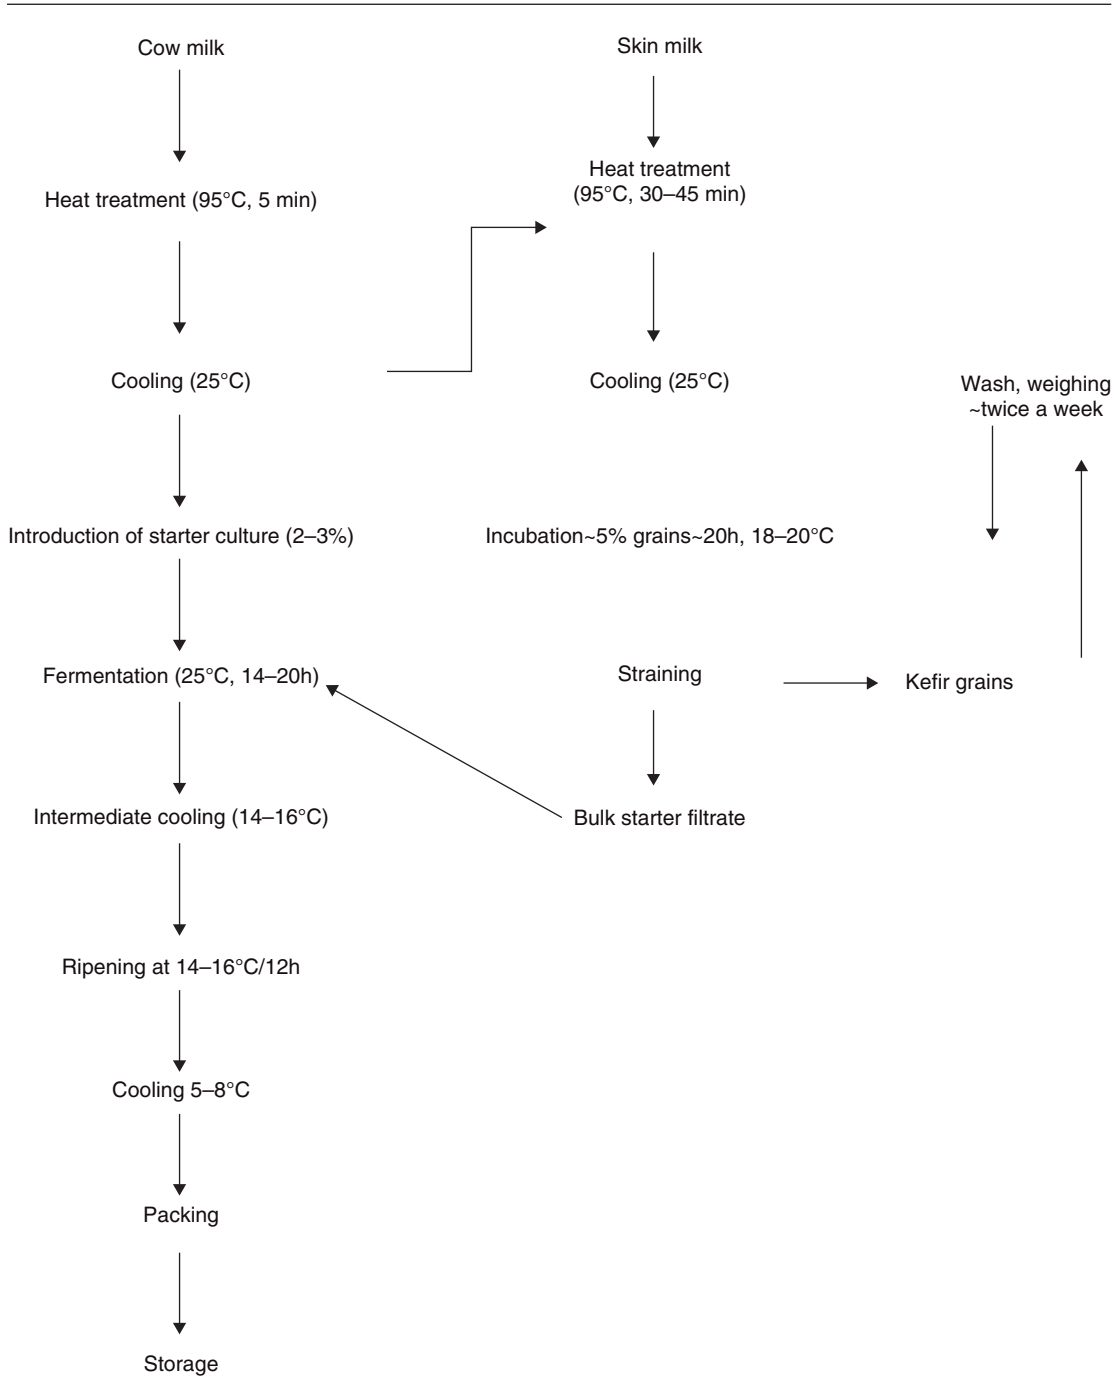 Cow milk
Heat treatment (95°C, 5 min)
Cooling (25°C)
Introduction of starter culture (2–3%)
Fermentation (25°C, 14–20h)
Intermediate cooling (14–16°C)
Ripening at 14–16°C/12h
Cooling 5–8°C
Packing
Storage
Skin milk
Heat treatment
(95°C, 30–45 min)
Cooling (25°C)
Incubation~5% grains~20h, 18–20°C
Straining
Bulk starter filtrate
Wash, weighing
~twice a week
Kefir grains